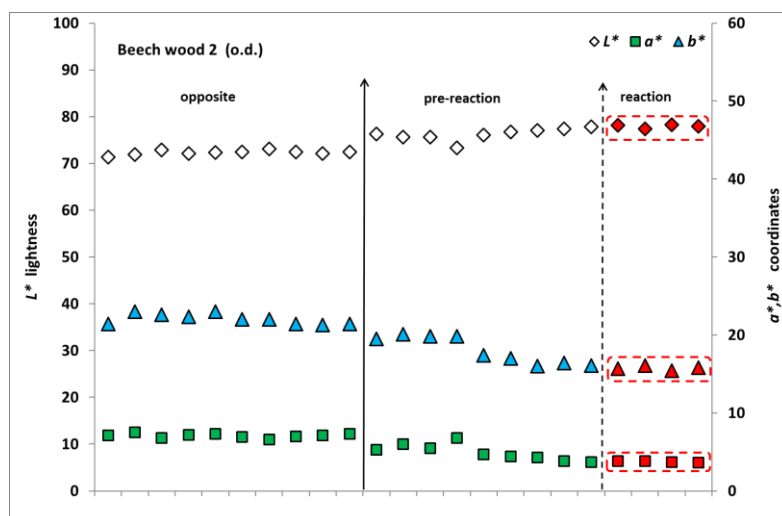 100
90
80
70
60
50
40
30
20
10
0
L* lightness
Beech wood 2 (o.d.)
L* a* b*
opposite
pre-reaction
reaction
60
50
40
30
20
10
0
a*,b* coordinates